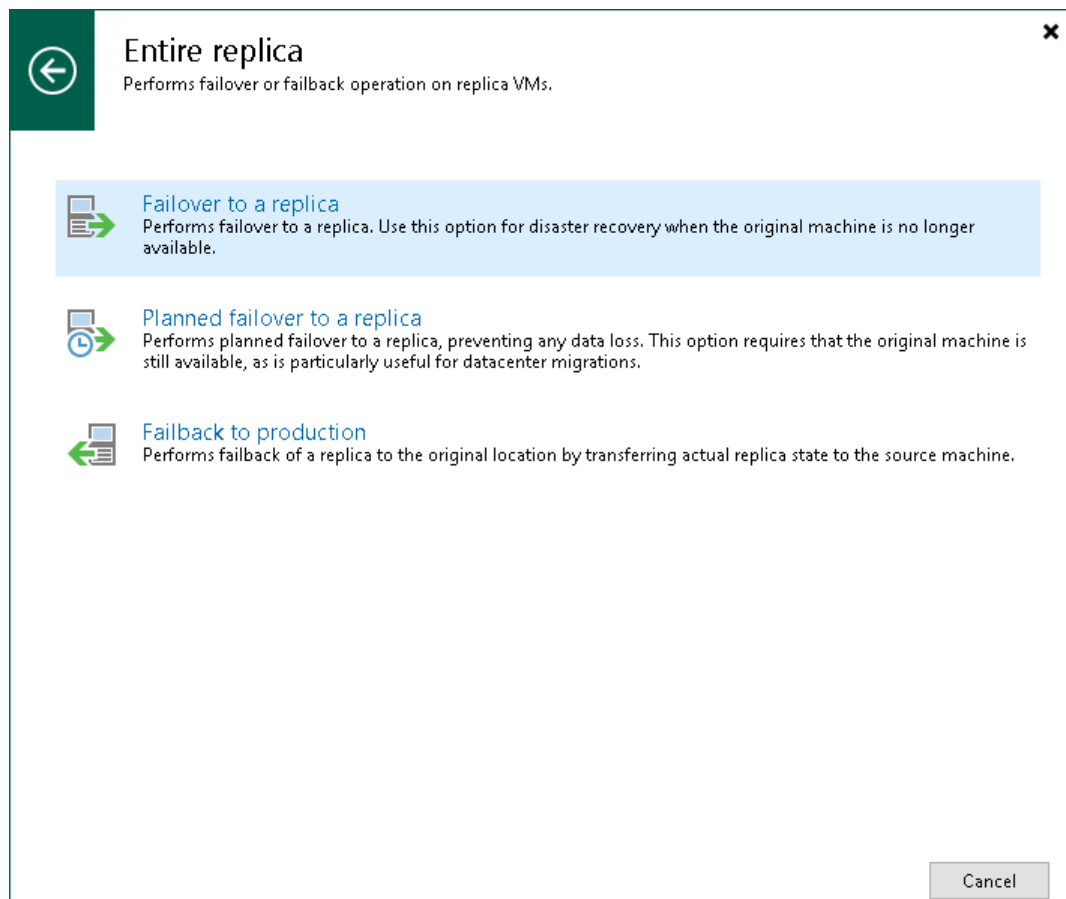 Entire replica
Performs failover or failback operation on replica VMs.
Failover to a replica
Performs failover to a replica. Use this option for disaster recovery when the original machine is no longer
available.
Planned failover to a replica
Performs planned failover to a replica, preventing any data loss. This option requires that the original machine is
still available, as is particularly useful for datacenter migrations.
Failback to production
Performs failback of a replica to the original location by transferring actual replica state to the source machine.
Cancel